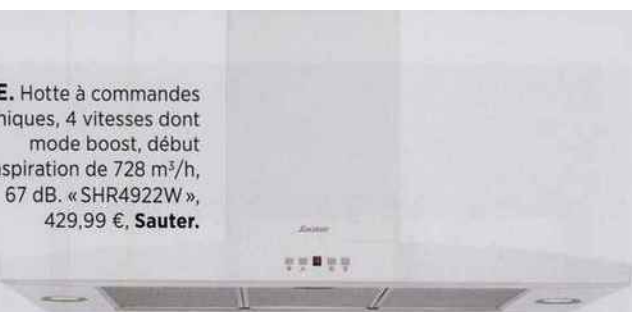 E. Hotte à commandes
niques, 4 vitesses dont
mode boost, début
spiration de 728 m³/h,
67 dB. « SHR4922W »,
429,99 €, Sauter.
Sauter